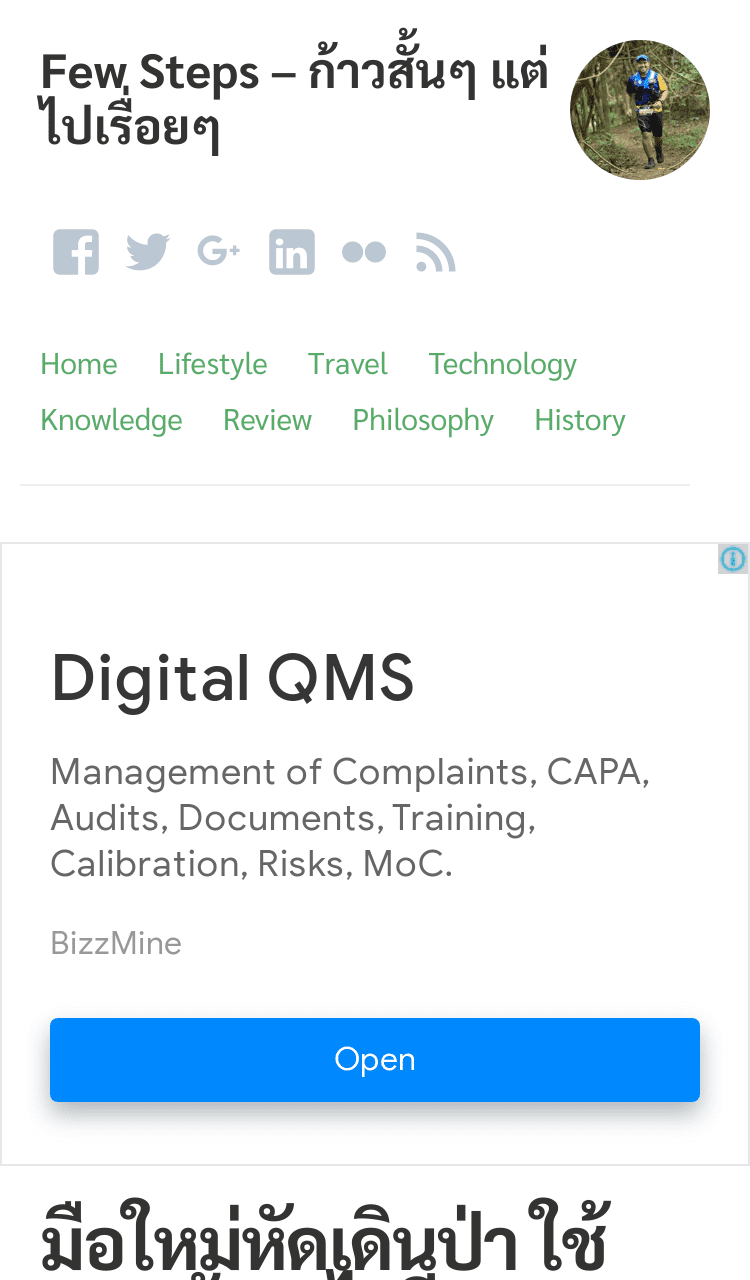 Few Steps – ก้าวสั้นๆ แต่
ไปเรื่อยๆ
Home Lifestyle Travel Technology
Knowledge Review Philosophy History
Digital QMS
Management of Complaints, CAPA,
Audits, Documents, Training,
Calibration, Risks, MoC.
BizzMine
Open
มือใหม่หัดเดินป่า ใช้